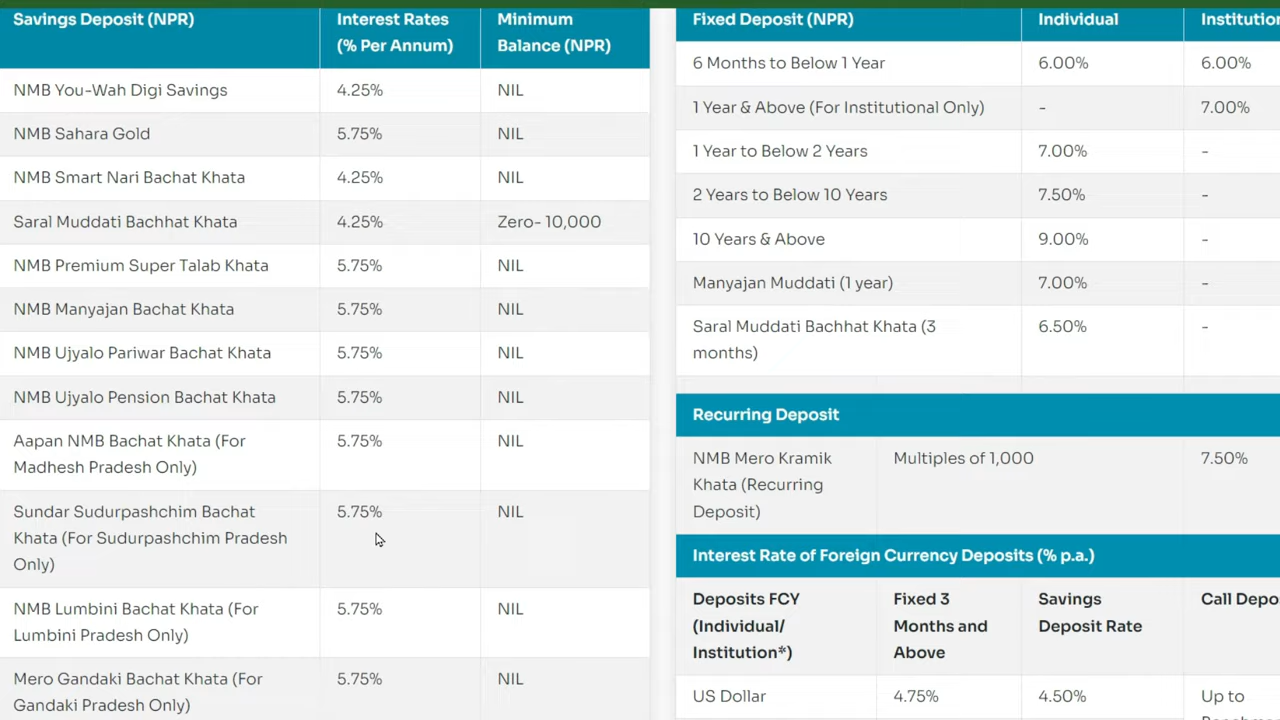 Savings Deposit (NPR)
Interest Rates
(% Per Annum)
Minimum
Balance (NPR)
NMB You-Wah Digi Savings
4.25%
NIL
NMB Sahara Gold
5.75%
NIL
NMB Smart Nari Bachat Khata
4.25%
NIL
Saral Muddati Bachhat Khata
4.25%
Zero- 10,000
NMB Premium Super Talab Khata
5.75%
NIL
NMB Manyajan Bachat Khata
5.75%
NIL
NMB Ujyalo Pariwar Bachat Khata
5.75%
NIL
NMB Ujyalo Pension Bachat Khata
5.75%
NIL
Aapan NMB Bachat Khata (For
Madhesh Pradesh Only)
5.75%
NIL
Sundar Sudurpashchim Bachat
Khata (For Sudurpashchim Pradesh
Only)
5.75%
NIL
NMB Lumbini Bachat Khata (For
Lumbini Pradesh Only)
5.75%
NIL
Mero Gandaki Bachat Khata (For
Gandaki Pradesh Only)
5.75%
NIL
Fixed Deposit (NPR)
Individual
Institution
6 Months to Below 1 Year
6.00%
6.00%
1 Year & Above (For Institutional Only)
-
7.00%
1 Year to Below 2 Years
7.00%
-
2 Years to Below 10 Years
7.50%
-
10 Years & Above
9.00%
-
Manyajan Muddati (1 year)
7.00%
-
Saral Muddati Bachhat Khata (3
months)
6.50%
-
Recurring Deposit
NMB Mero Kramik
Khata (Recurring
Deposit)
Multiples of 1,000
7.50%
Interest Rate of Foreign Currency Deposits (% p.a.)
Deposits FCY
(Individual/
Institution*)
Fixed 3
Months and
Above
Savings
Deposit Rate
Call Depo
US Dollar
4.75%
4.50%
Up to